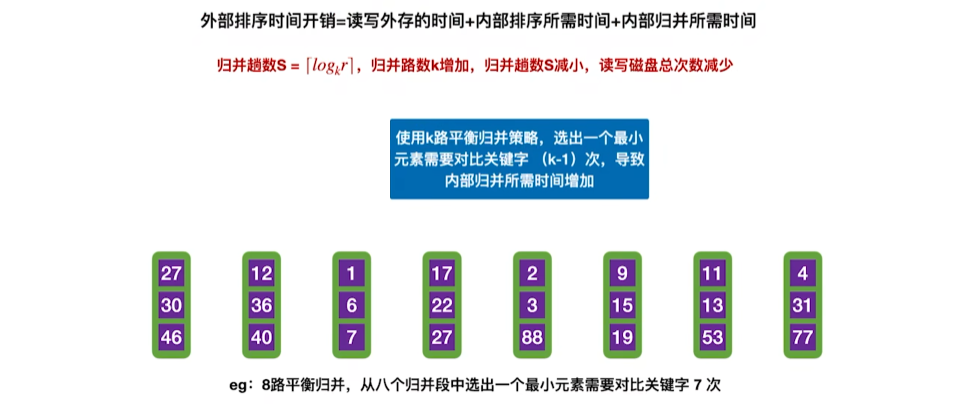 外部排序时间开销=读写外存的时间+内部排序所需时间+内部归并所需时间
归并趟数S = ⌈logₖr⌉，归并路数k增加，归并趟数S减小，读写磁盘总次数减少
使用k路平衡归并策略，选出一个最小
元素需要对比关键字 （k-1）次，导致
内部归并所需时间增加
27 12 1 17 2 9 11 4
30 36 6 22 3 15 13 31
46 40 7 27 88 19 53 77
eg：8路平衡归并，从八个归并段中选出一个最小元素需要对比关键字 7 次